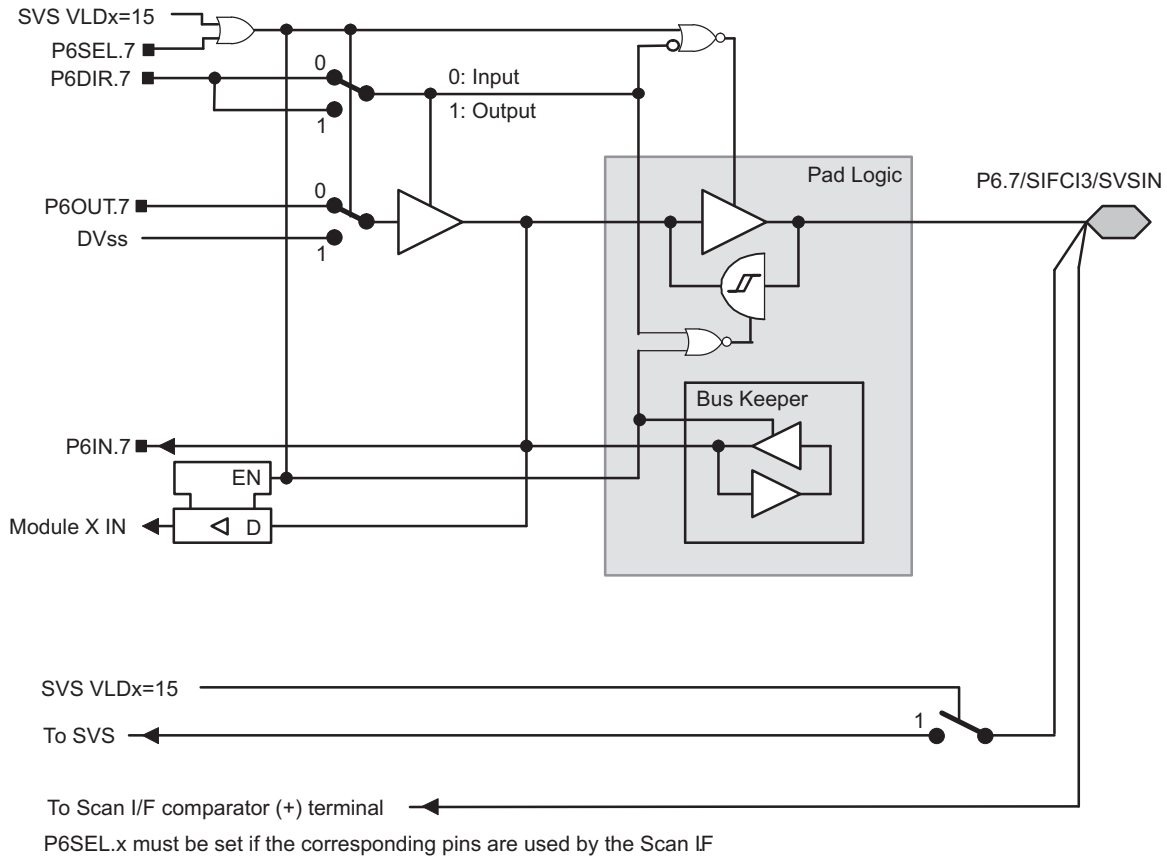 SVS VLDx=15
P6SEL.7
P6DIR.7
0
1
0: Input
1: Output
P6OUT.7
DVss
0
1
Pad Logic
P6.7/SIFCI3/SVSIN
Bus Keeper
P6IN.7
EN
D
Module X IN
SVS VLDx=15
1
To SVS
To Scan I/F comparator (+) terminal
P6SEL.x must be set if the corresponding pins are used by the Scan I.F